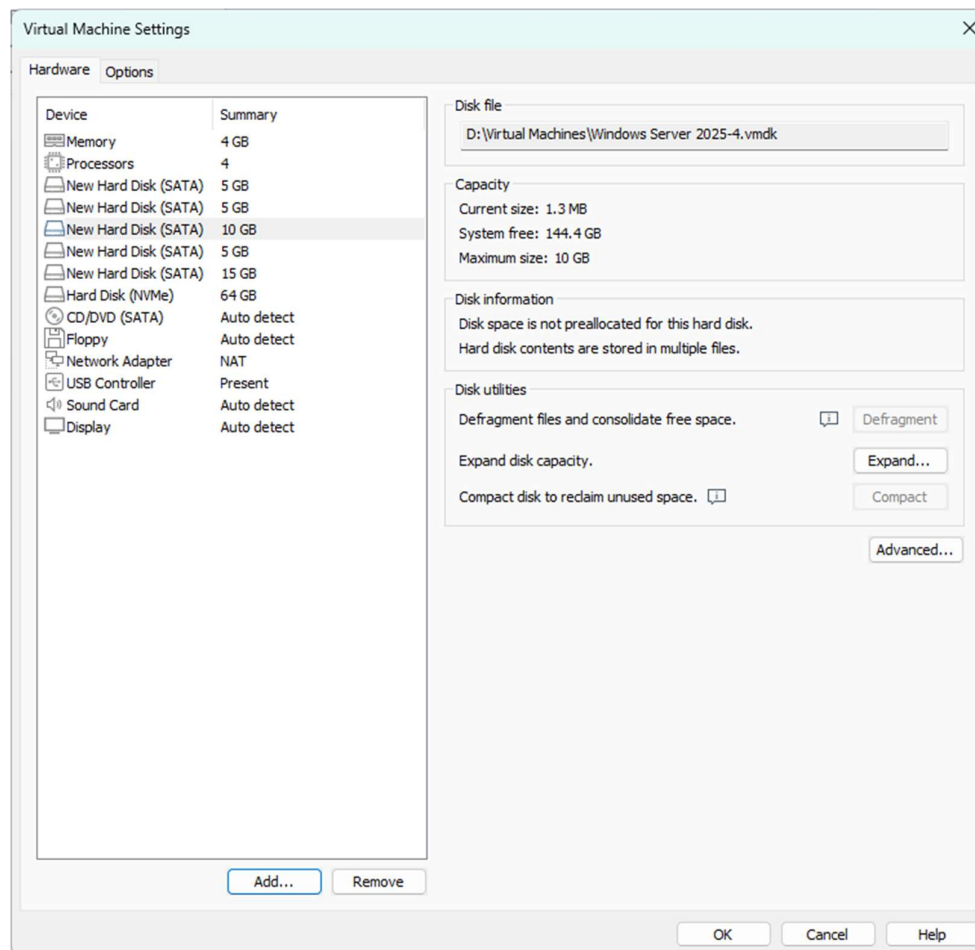 Virtual Machine Settings
Hardware Options
Device Summary
Memory 4 GB
Processors 4
New Hard Disk (SATA) 5 GB
New Hard Disk (SATA) 5 GB
New Hard Disk (SATA) 10 GB
New Hard Disk (SATA) 5 GB
New Hard Disk (SATA) 15 GB
Hard Disk (NVMe) 64 GB
CD/DVD (SATA) Auto detect
Floppy Auto detect
Network Adapter NAT
USB Controller Present
Sound Card Auto detect
Display Auto detect
Add... Remove
Disk file
D:\Virtual Machines\Windows Server 2025-4.vmdk
Capacity
Current size: 1.3 MB
System free: 144.4 GB
Maximum size: 10 GB
Disk information
Disk space is not preallocated for this hard disk.
Hard disk contents are stored in multiple files.
Disk utilities
Defragment files and consolidate free space. Defragment
Expand disk capacity. Expand...
Compact disk to reclaim unused space. Compact
Advanced...
OK Cancel Help